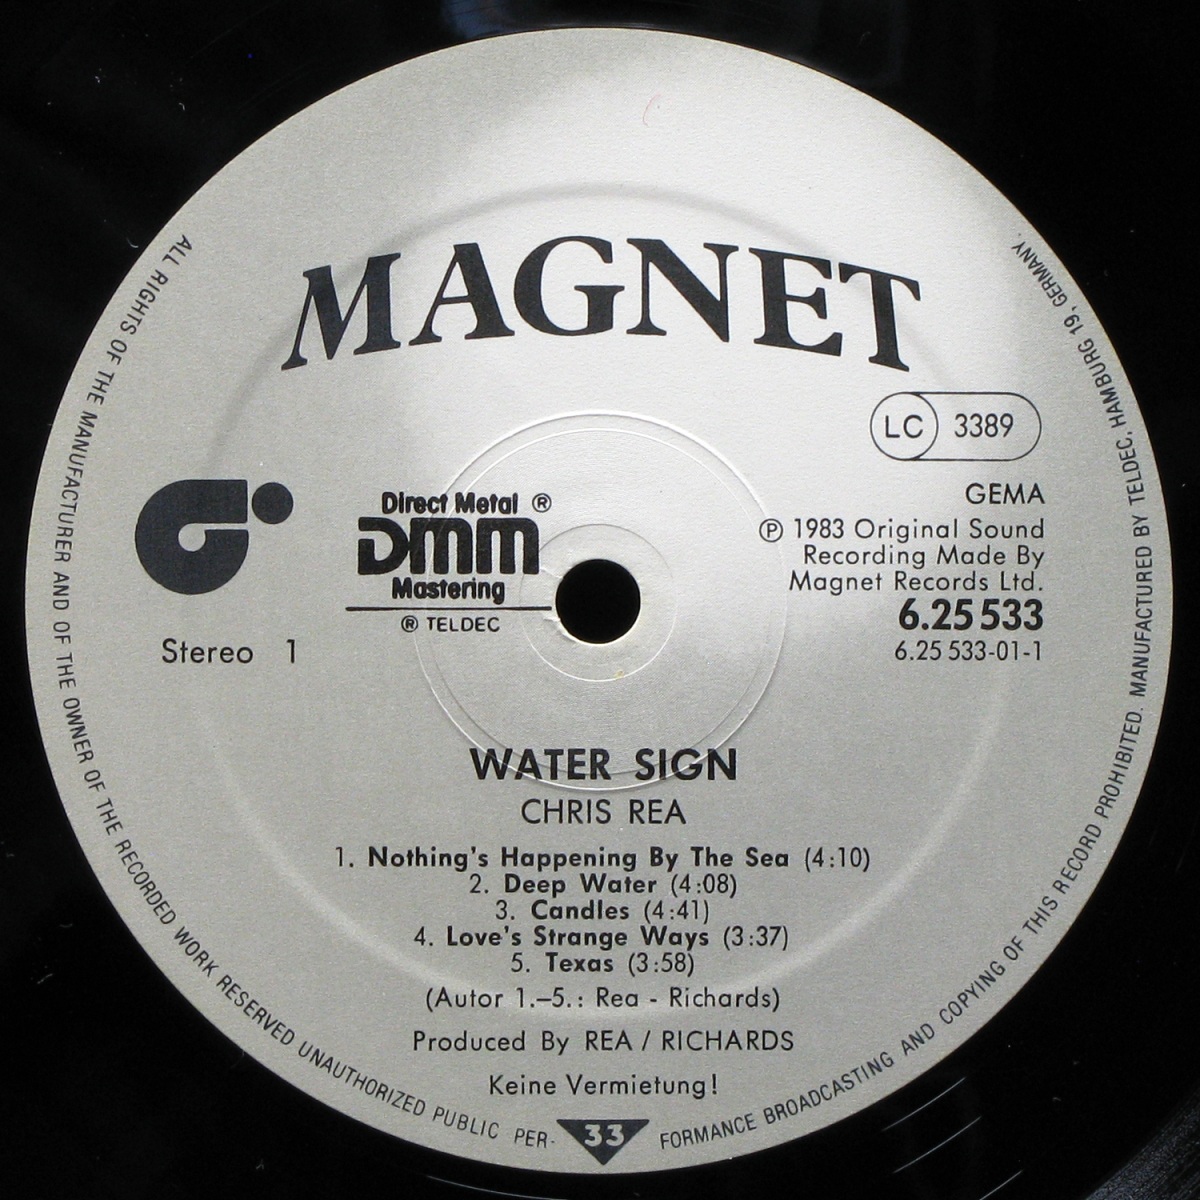 MAGNET
LC 3389
GEMA
Direct Metal ®
DMM
Mastering
® TELDEC
Stereo 1
℗ 1983 Original Sound
Recording Made By
Magnet Records Ltd.
6.25 533
6.25 533-01-1
WATER SIGN
CHRIS REA
1. Nothing's Happening By The Sea (4:10)
2. Deep Water (4:08)
3. Candles (4:41)
4. Love's Strange Ways (3:37)
5. Texas (3:58)
(Autor 1.–5.: Rea - Richards)
Produced By REA / RICHARDS
Keine Vermietung!
33
ALL RIGHTS OF THE MANUFACTURER AND OF THE OWNER OF THE RECORDED WORK RESERVED UNAUTHORIZED PUBLIC PER- FORMANCE BROADCASTING AND COPYING OF THIS RECORD PROHIBITED. MANUFACTURED BY TELDEC, HAMBURG 19, GERMANY.